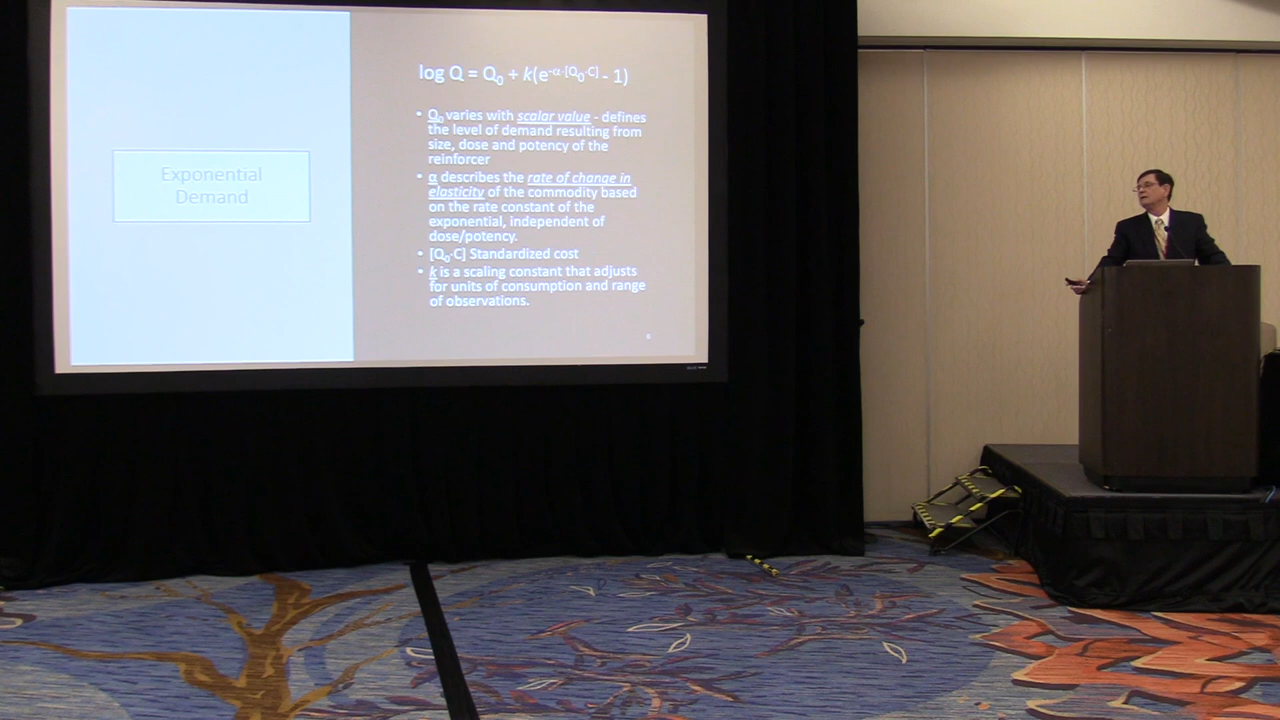 Exponential
Demand
log Q = Q₀ + k(e^-α·[Q₀·C] - 1)
• Q₀ varies with scalar value - defines
the level of demand resulting from
size, dose and potency of the
reinforcer
• α describes the rate of change in
elasticity of the commodity based
on the rate constant of the
exponential, independent of
dose/potency.
• [Q₀·C] Standardized cost
• k is a scaling constant that adjusts
for units of consumption and range
of observations.